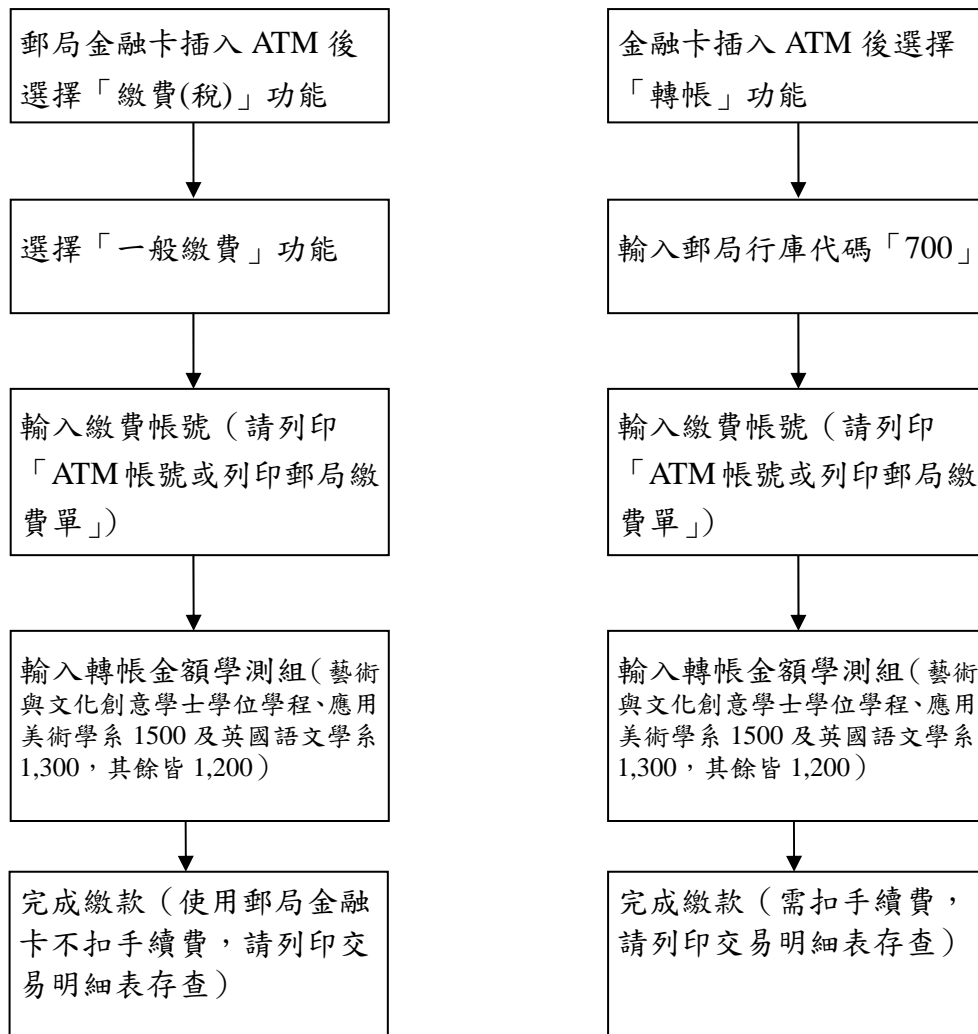 郵局金融卡插入 ATM 後
選擇「繳費(稅)」功能
選擇「一般繳費」功能
輸入繳費帳號（請列印
「ATM 帳號或列印郵局繳
費單」）
輸入轉帳金額學測組（藝術
與文化創意學士學位學程、應用
美術學系 1500 及英國語文學系
1,300，其餘皆 1,200）
完成繳款（使用郵局金融
卡不扣手續費，請列印交
易明細表存查）
金融卡插入 ATM 後選擇
「轉帳」功能
輸入郵局行庫代碼「700」
輸入繳費帳號（請列印
「ATM 帳號或列印郵局繳
費單」）
輸入轉帳金額學測組（藝術
與文化創意學士學位學程、應用
美術學系 1500 及英國語文學系
1,300，其餘皆 1,200）
完成繳款（需扣手續費，
請列印交易明細表存查）